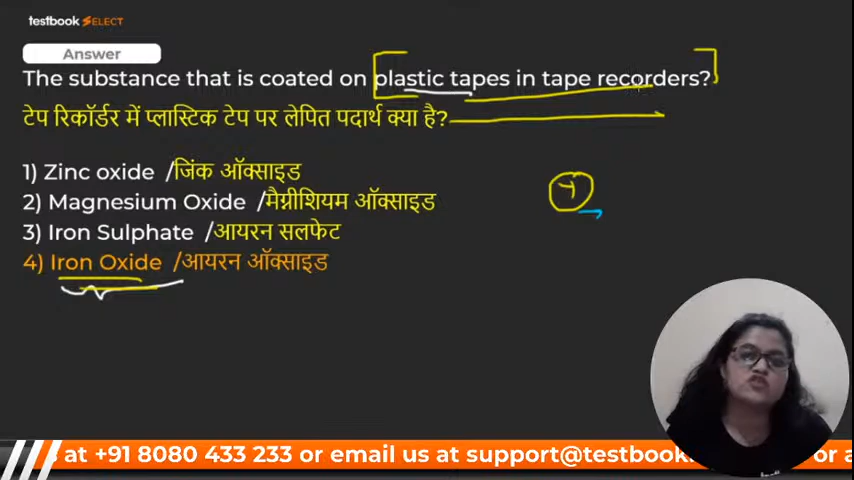 testbook SELECT
Answer
The substance that is coated on plastic tapes in tape recorders?
टेप रिकॉर्डर में प्लास्टिक टेप पर लेपित पदार्थ क्या है?
1) Zinc oxide /जिंक ऑक्साइड
2) Magnesium Oxide /मैग्नीशियम ऑक्साइड
4
3) Iron Sulphate /आयरन सलफेट
4) Iron Oxide /आयरन ऑक्साइड
at +91 8080 433 233 or email us at support@testbook. or